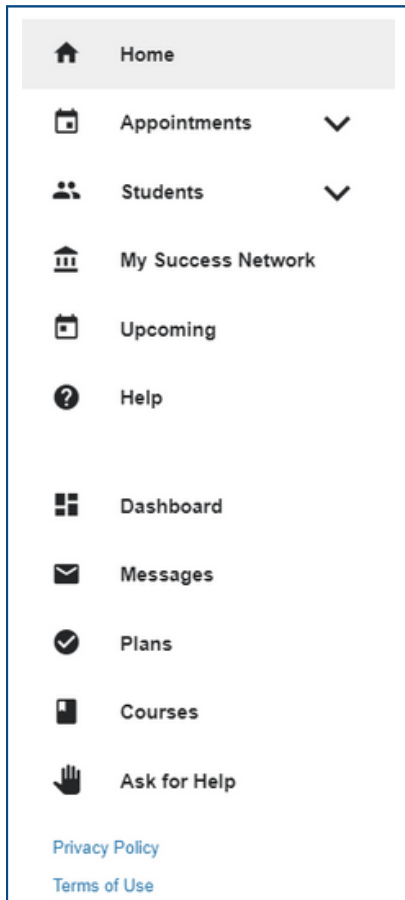 Home
Appointments
Students
My Success Network
Upcoming
Help
Dashboard
Messages
Plans
Courses
Ask for Help
Privacy Policy
Terms of Use